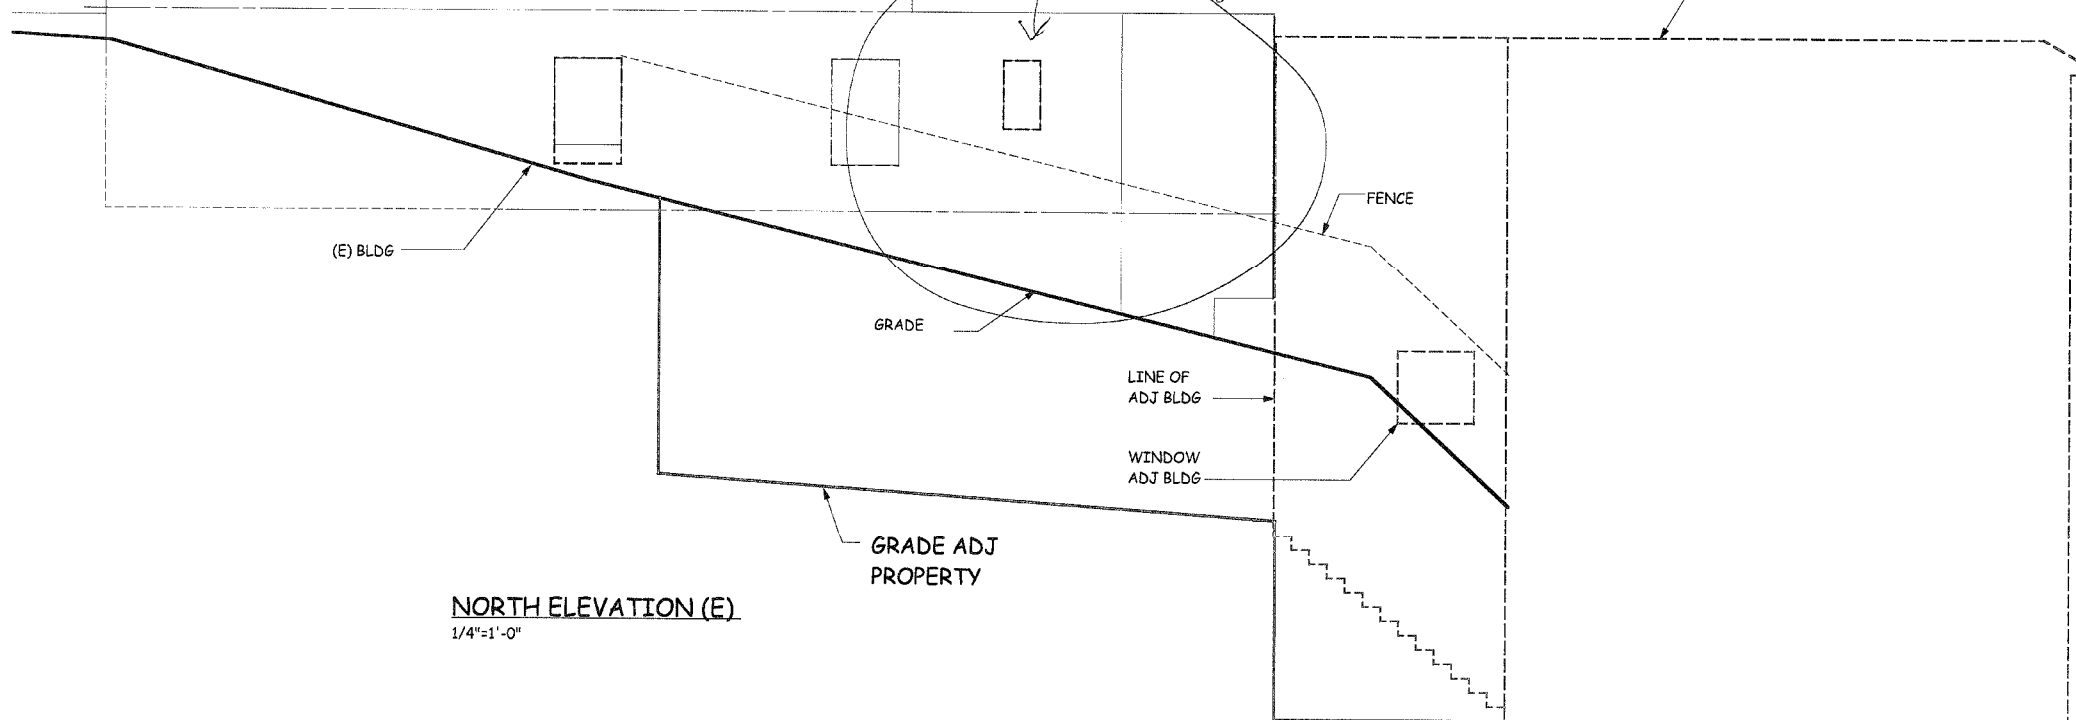 FENCE
(E) BLDG
GRADE
LINE OF
ADJ BLDG
WINDOW
ADJ BLDG
GRADE ADJ
PROPERTY
NORTH ELEVATION (E)
1/4"=1'-0"